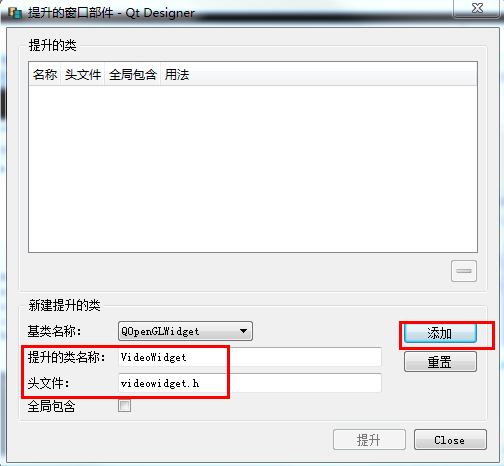 提升的窗口部件 - Qt Designer
提升的类
名称 头文件 全局包含 用法
新建提升的类
基类名称： QOpenGLWidget
添加
提升的类名称： VideoWidget
重置
头文件： videowidget.h
全局包含
提升 Close